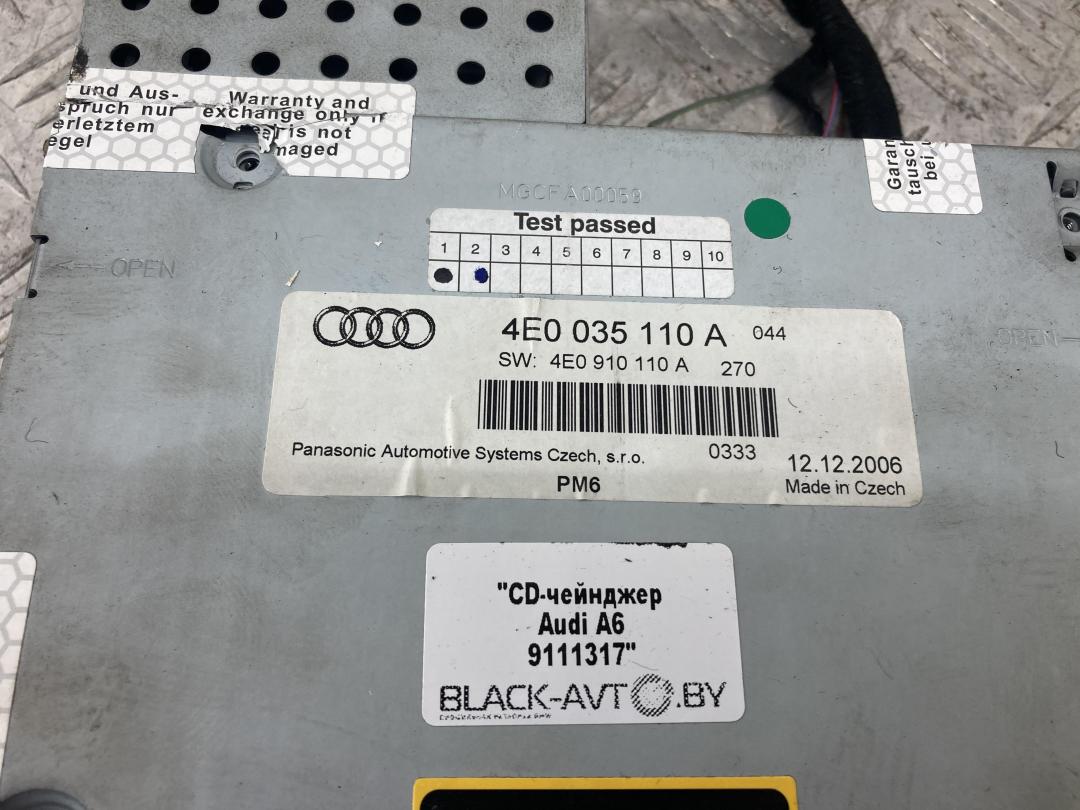 und Aus-
spruch nur
erletztem
egel
Warranty and
exchange only if
is not
maged
Garan
tausch
bei u
MGCFA00059
Test passed
1 2 3 4 5 6 7 8 9 10
OPEN
OPEN
4E0 035 110 A 044
SW: 4E0 910 110 A 270
Panasonic Automotive Systems Czech, s.r.o. 0333 12.12.2006
PM6 Made in Czech
"CD-чейнджер
Audi A6
9111317"
BLACK-AVTO.BY